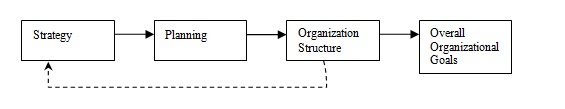 Strategy
Planning
Organization
Structure
Overall
Organizational
Goals